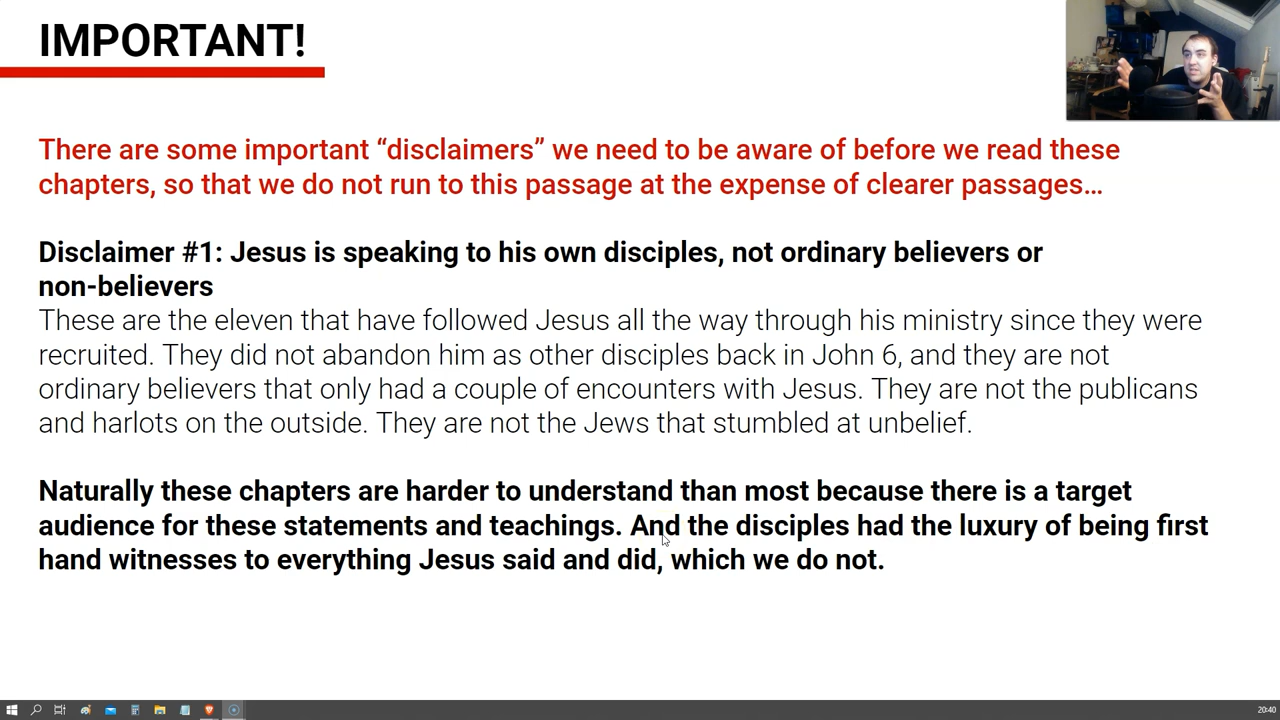 IMPORTANT!
There are some important “disclaimers” we need to be aware of before we read these
chapters, so that we do not run to this passage at the expense of clearer passages…
Disclaimer #1: Jesus is speaking to his own disciples, not ordinary believers or
non-believers
These are the eleven that have followed Jesus all the way through his ministry since they were
recruited. They did not abandon him as other disciples back in John 6, and they are not
ordinary believers that only had a couple of encounters with Jesus. They are not the publicans
and harlots on the outside. They are not the Jews that stumbled at unbelief.
Naturally these chapters are harder to understand than most because there is a target
audience for these statements and teachings. And the disciples had the luxury of being first
hand witnesses to everything Jesus said and did, which we do not.
20:40